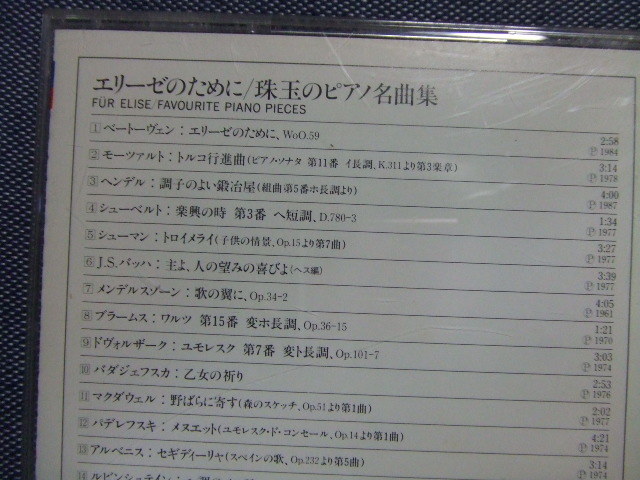 エリーゼのために/珠玉のピアノ名曲集
FÜR ELISE/FAVOURITE PIANO PIECES
1 ベートーヴェン：エリーゼのために、WoO.59 2:58
℗ 1984
2 モーツァルト：トルコ行進曲（ピアノ・ソナタ 第11番 イ長調、K.311より第3楽章） 3:14
℗ 1978
3 ヘンデル：調子のよい鍛冶屋（組曲第5番ホ長調より） 4:00
℗ 1987
4 シューベルト：楽興の時 第3番 ヘ短調、D.780-3 1:34
℗ 1977
5 シューマン：トロイメライ（子供の情景、Op.15より第7曲） 3:27
℗ 1977
6 J.S.バッハ：主よ、人の望みの喜びよ（ヘス編） 3:39
℗ 1977
7 メンデルスゾーン：歌の翼に、Op.34-2 4:05
℗ 1961
8 ブラームス：ワルツ 第15番 変ホ長調、Op.36-15 1:21
℗ 1970
9 ドヴォルザーク：ユモレスク 第7番 変ト長調、Op.101-7 3:03
℗ 1974
10 バダジェフスカ：乙女の祈り 2:53
℗ 1976
11 マクダウェル：野ばらに寄す（森のスケッチ、Op.51より第1曲） 2:02
℗ 1977
12 パデレフスキ：メヌエット（ユモレスク・ド・コンセール、Op.14より第1曲） 4:21
℗ 1974
13 アルベニス：セギディーリャ（スペインの歌、Op.232より第5曲） 3:14
℗ 1974
14 ルビンシュテイン：